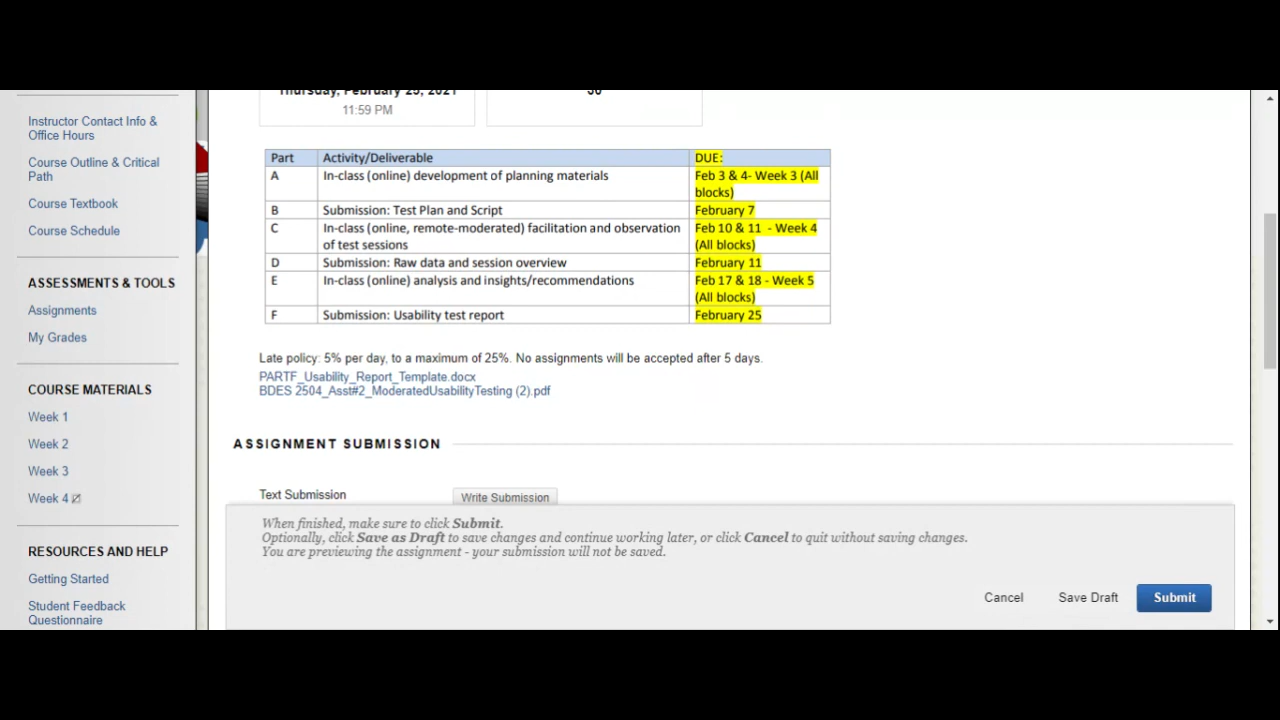 Thursday, February 25, 2021
11:59 PM
Instructor Contact Info &
Office Hours
Course Outline & Critical
Path
Course Textbook
Course Schedule
ASSESSMENTS & TOOLS
Assignments
My Grades
COURSE MATERIALS
Week 1
Week 2
Week 3
Week 4
RESOURCES AND HELP
Getting Started
Student Feedback
Questionnaire
Part Activity/Deliverable DUE:
A In-class (online) development of planning materials Feb 3 & 4- Week 3 (All
blocks)
B Submission: Test Plan and Script February 7
C In-class (online, remote-moderated) facilitation and observation Feb 10 & 11 - Week 4
of test sessions (All blocks)
D Submission: Raw data and session overview February 11
E In-class (online) analysis and insights/recommendations Feb 17 & 18 - Week 5
(All blocks)
F Submission: Usability test report February 25
Late policy: 5% per day, to a maximum of 25%. No assignments will be accepted after 5 days.
PARTF_Usability_Report_Template.docx
BDES 2504_Asst#2_ModeratedUsabilityTesting (2).pdf
ASSIGNMENT SUBMISSION
Text Submission Write Submission
When finished, make sure to click Submit.
Optionally, click Save as Draft to save changes and continue working later, or click Cancel to quit without saving changes.
You are previewing the assignment - your submission will not be saved.
Cancel Save Draft Submit